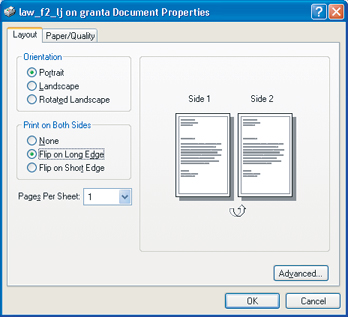 law_f2_lj on granta Document Properties
Layout Paper/Quality
Orientation
Portrait
Landscape
Rotated Landscape
Print on Both Sides
None
Flip on Long Edge
Flip on Short Edge
Pages Per Sheet: 1
Side 1 Side 2
Advanced...
OK Cancel